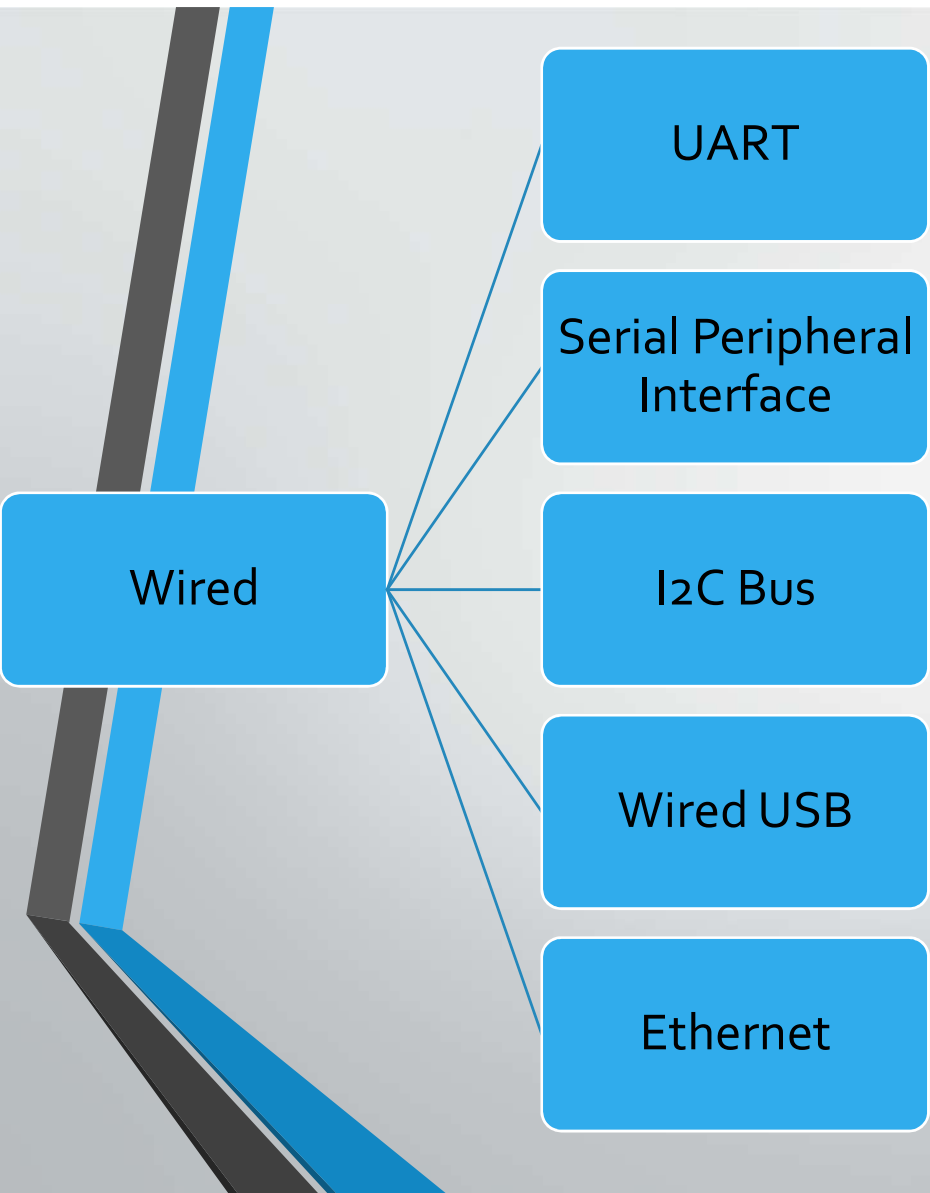 UART
Serial Peripheral
Interface
Wired
I2C Bus
Wired USB
Ethernet